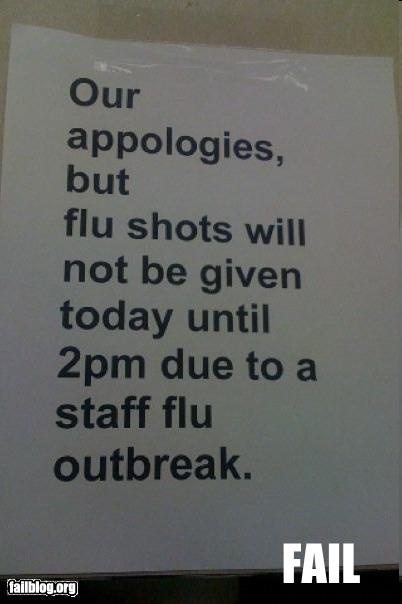 Our
appologies,
but
flu shots will
not be given
today until
2pm due to a
staff flu
outbreak.
FAIL
failblog.org